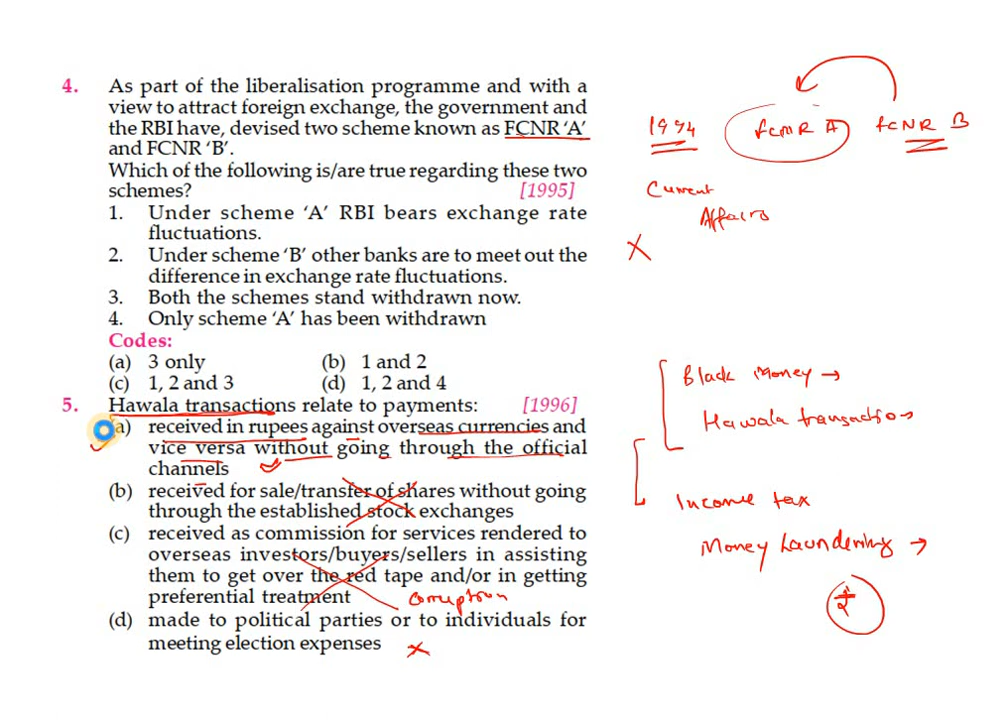 4. As part of the liberalisation programme and with a
view to attract foreign exchange, the government and
the RBI have, devised two scheme known as FCNR 'A'
and FCNR 'B'.
Which of the following is/are true regarding these two
schemes? [1995]
1. Under scheme 'A' RBI bears exchange rate
fluctuations.
2. Under scheme 'B' other banks are to meet out the
difference in exchange rate fluctuations.
3. Both the schemes stand withdrawn now.
4. Only scheme 'A' has been withdrawn
Codes:
(a) 3 only (b) 1 and 2
(c) 1, 2 and 3 (d) 1, 2 and 4
5. Hawala transactions relate to payments: [1996]
(a) received in rupees against overseas currencies and
vice versa without going through the official
channels
(b) received for sale/transfer of shares without going
through the established stock exchanges
(c) received as commission for services rendered to
overseas investors/buyers/sellers in assisting
them to get over the red tape and/or in getting
preferential treatment corruption
(d) made to political parties or to individuals for
meeting election expenses
1994 FCNR A FCNR B
Current
Affairs
Black Money →
Hawala transactions
Income tax
Money Laundering →